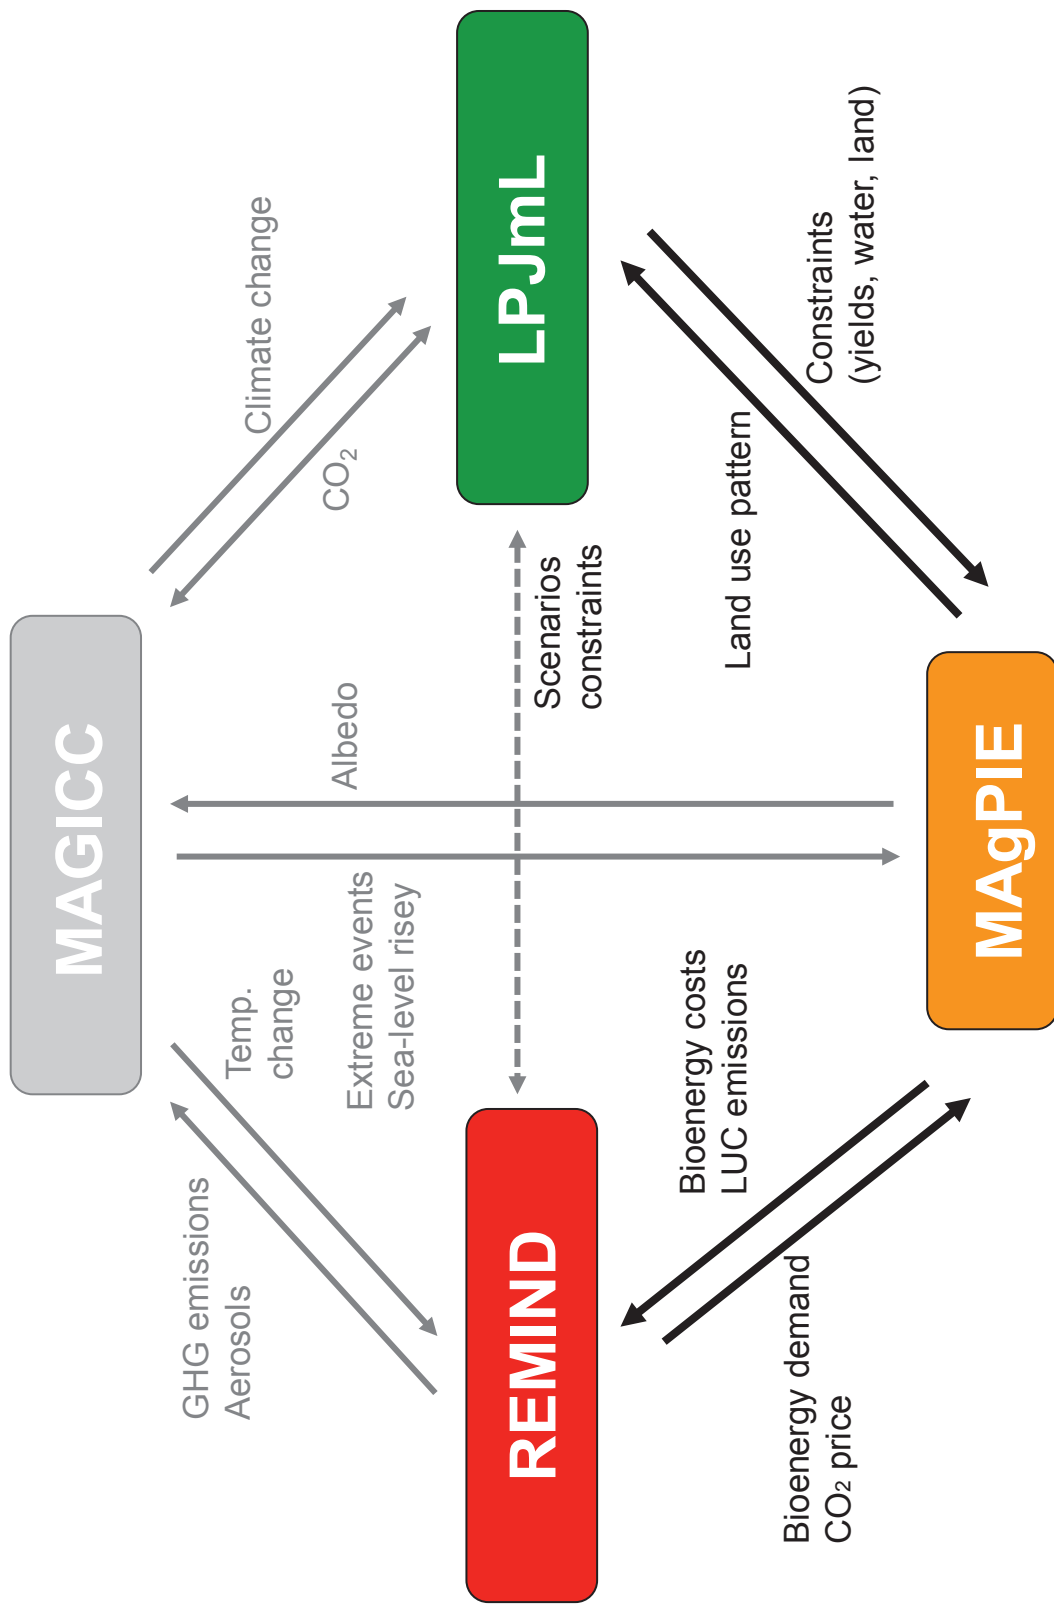 MAGICC
GHG emissions
Aerosols
Temp.
change
Climate change
CO₂
Extreme events
Sea-level risey
Albedo
REMIND
LPJmL
Scenarios
constraints
Bioenergy costs
LUC emissions
Land use pattern
Bioenergy demand
CO₂ price
Constraints
(yields, water, land)
MAgPIE